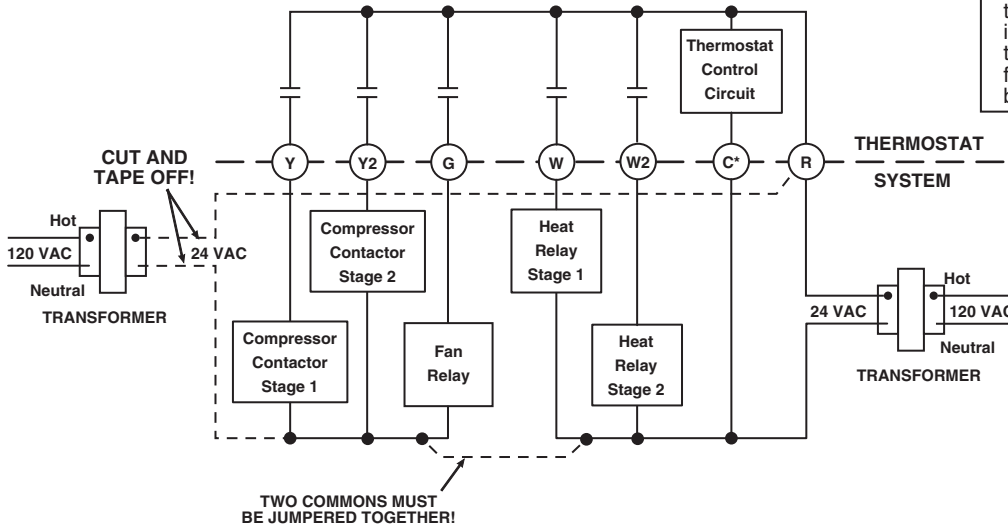 t
i
t
f
b
Thermostat
Control
Circuit
Y
Y2
G
W
W2
C*
R
THERMOSTAT
SYSTEM
CUT AND
TAPE OFF!
Hot
120 VAC
24 VAC
Neutral
TRANSFORMER
Compressor
Contactor
Stage 2
Heat
Relay
Stage 1
Compressor
Contactor
Stage 1
Fan
Relay
Heat
Relay
Stage 2
24 VAC
Hot
120 VAC
Neutral
TRANSFORMER
TWO COMMONS MUST
BE JUMPERED TOGETHER!